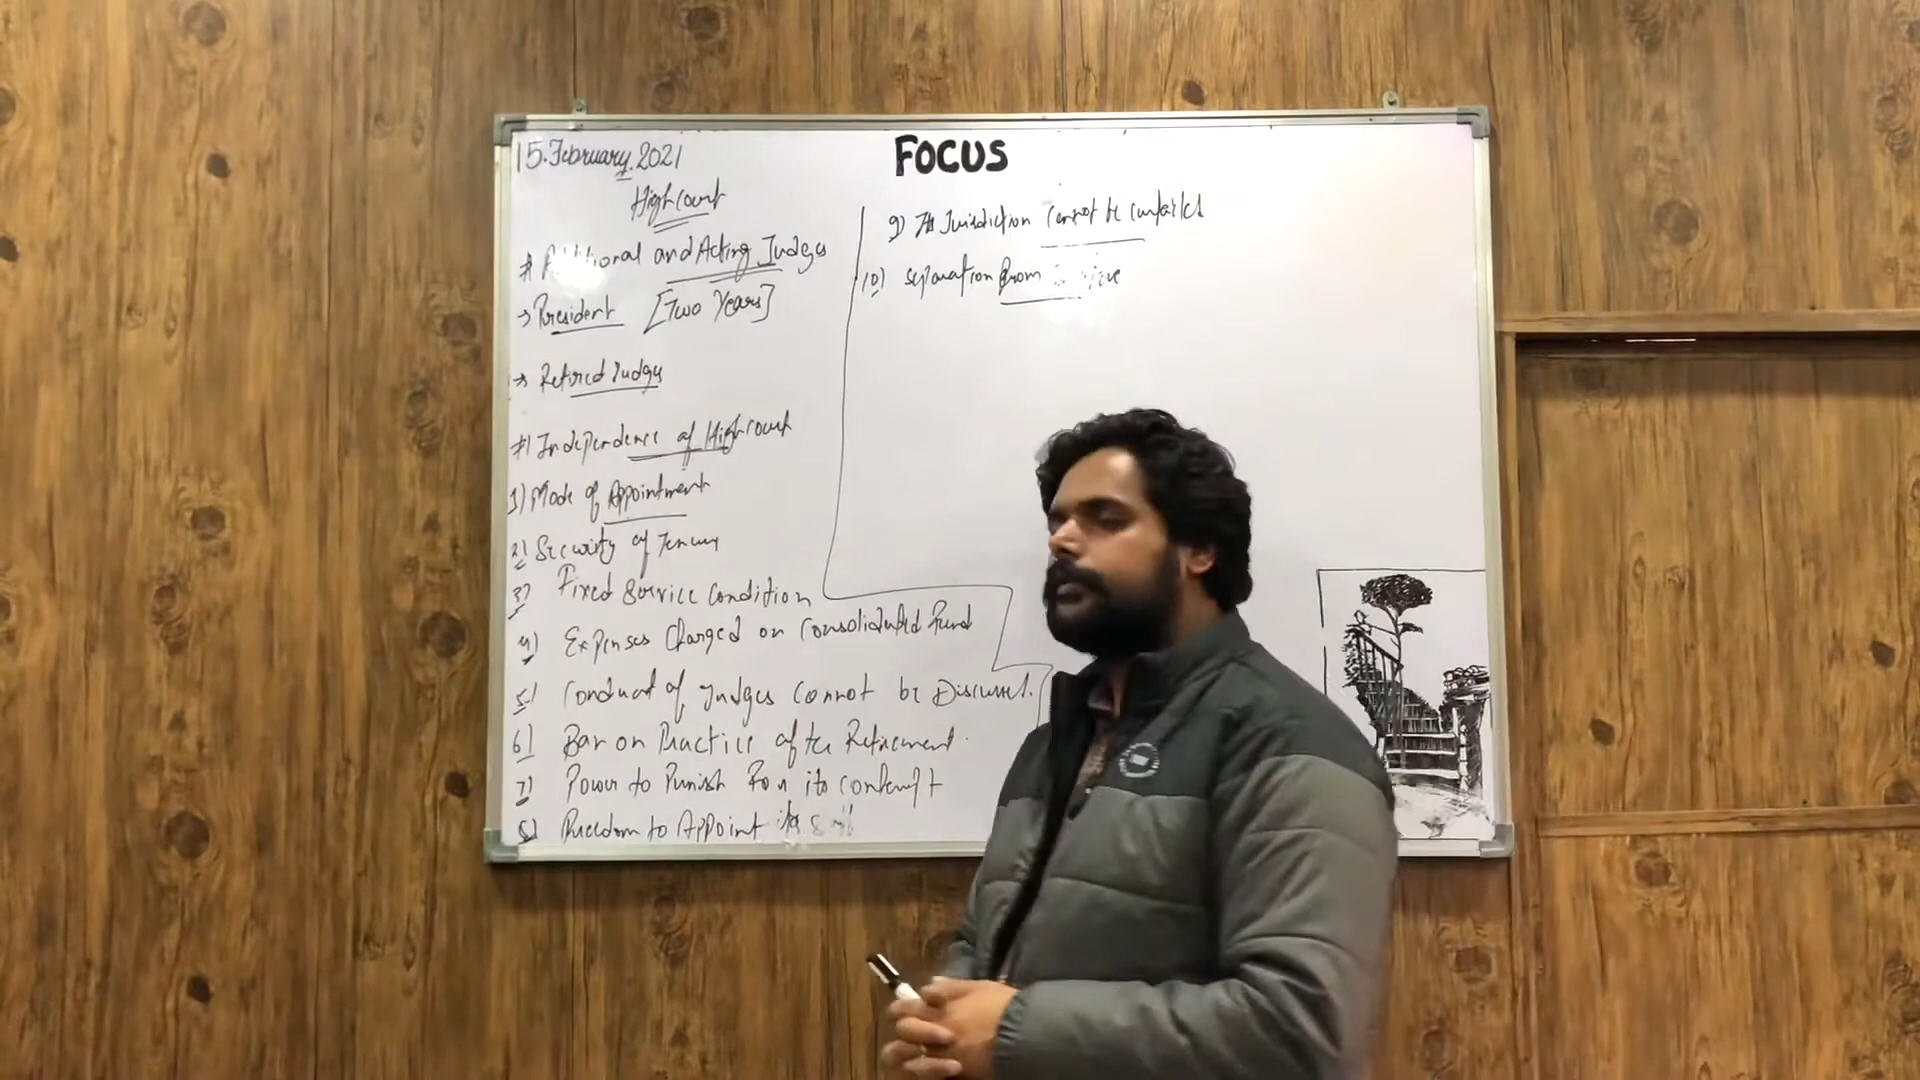 15. February. 2021
FOCUS
High Court
# Additional and Acting Judges
→ President [Two Years]
→ Retired Judges
# Independence of High Court
1) Mode of Appointment
2) Security of Tenure
3) Fixed Service Condition
4) Expenses Charged on Consolidated Fund
5) Conduct of Judges Cannot be Discussed.
6) Bar on Practice after Retirement.
7) Power to Punish For its contempt
8) Freedom to Appoint its
9) Its Jurisdiction Cannot be Curtailed
10) Separation from